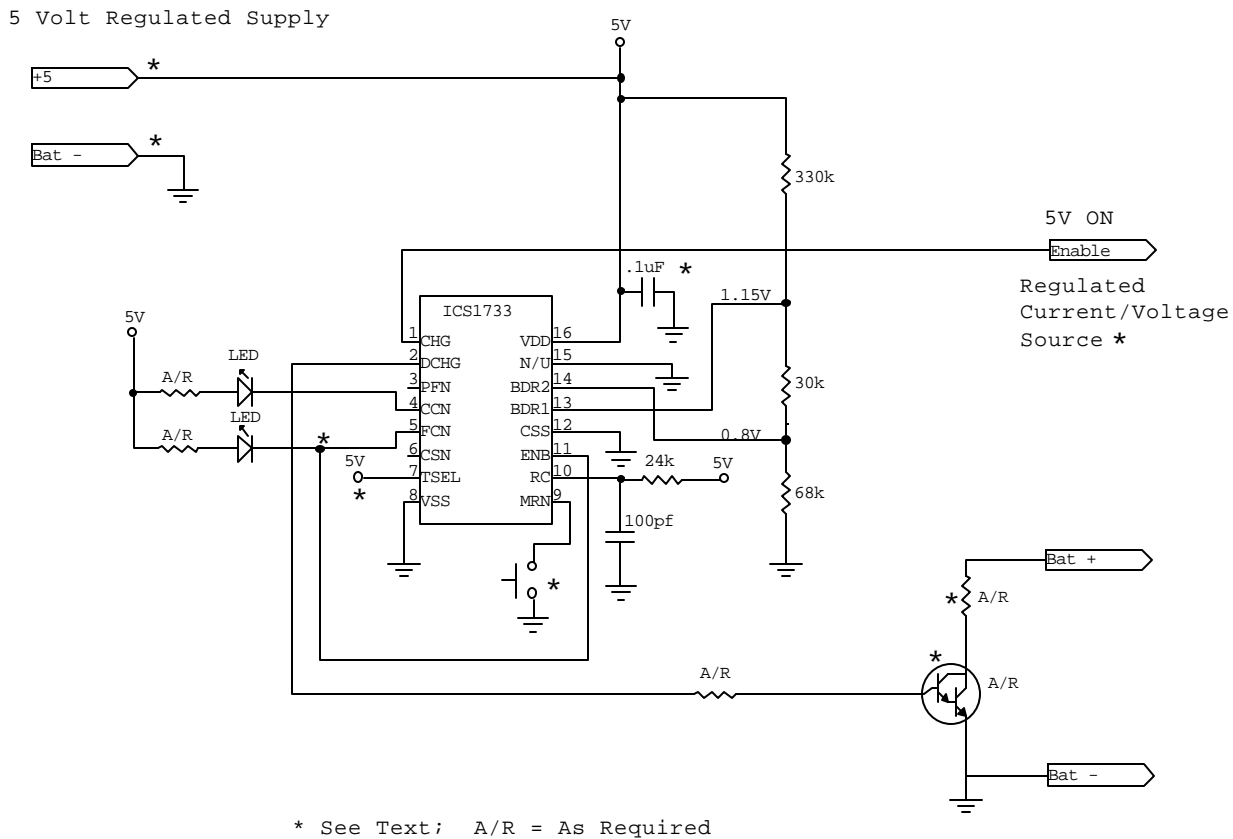 5 Volt Regulated Supply
5V
+5 *
Bat - *
330k
5V ON
Enable
Regulated
Current/Voltage
Source *
.1uF *
1.15V
ICS1733
5V
1 CHG
2 DCHG
3 PFN
4 CCN
5 FCN
6 CSN
7 TSEL
8 VSS
VDD 16
N/U 15
BDR2 14
BDR1 13
CSS 12
ENB 11
RC 10
MRN 9
LED
A/R
LED
A/R
*
5V
*
30k
0.8V
24k
5V
68k
100pf
*
Bat +
* A/R
*
A/R
A/R
Bat -
* See Text; A/R = As Required